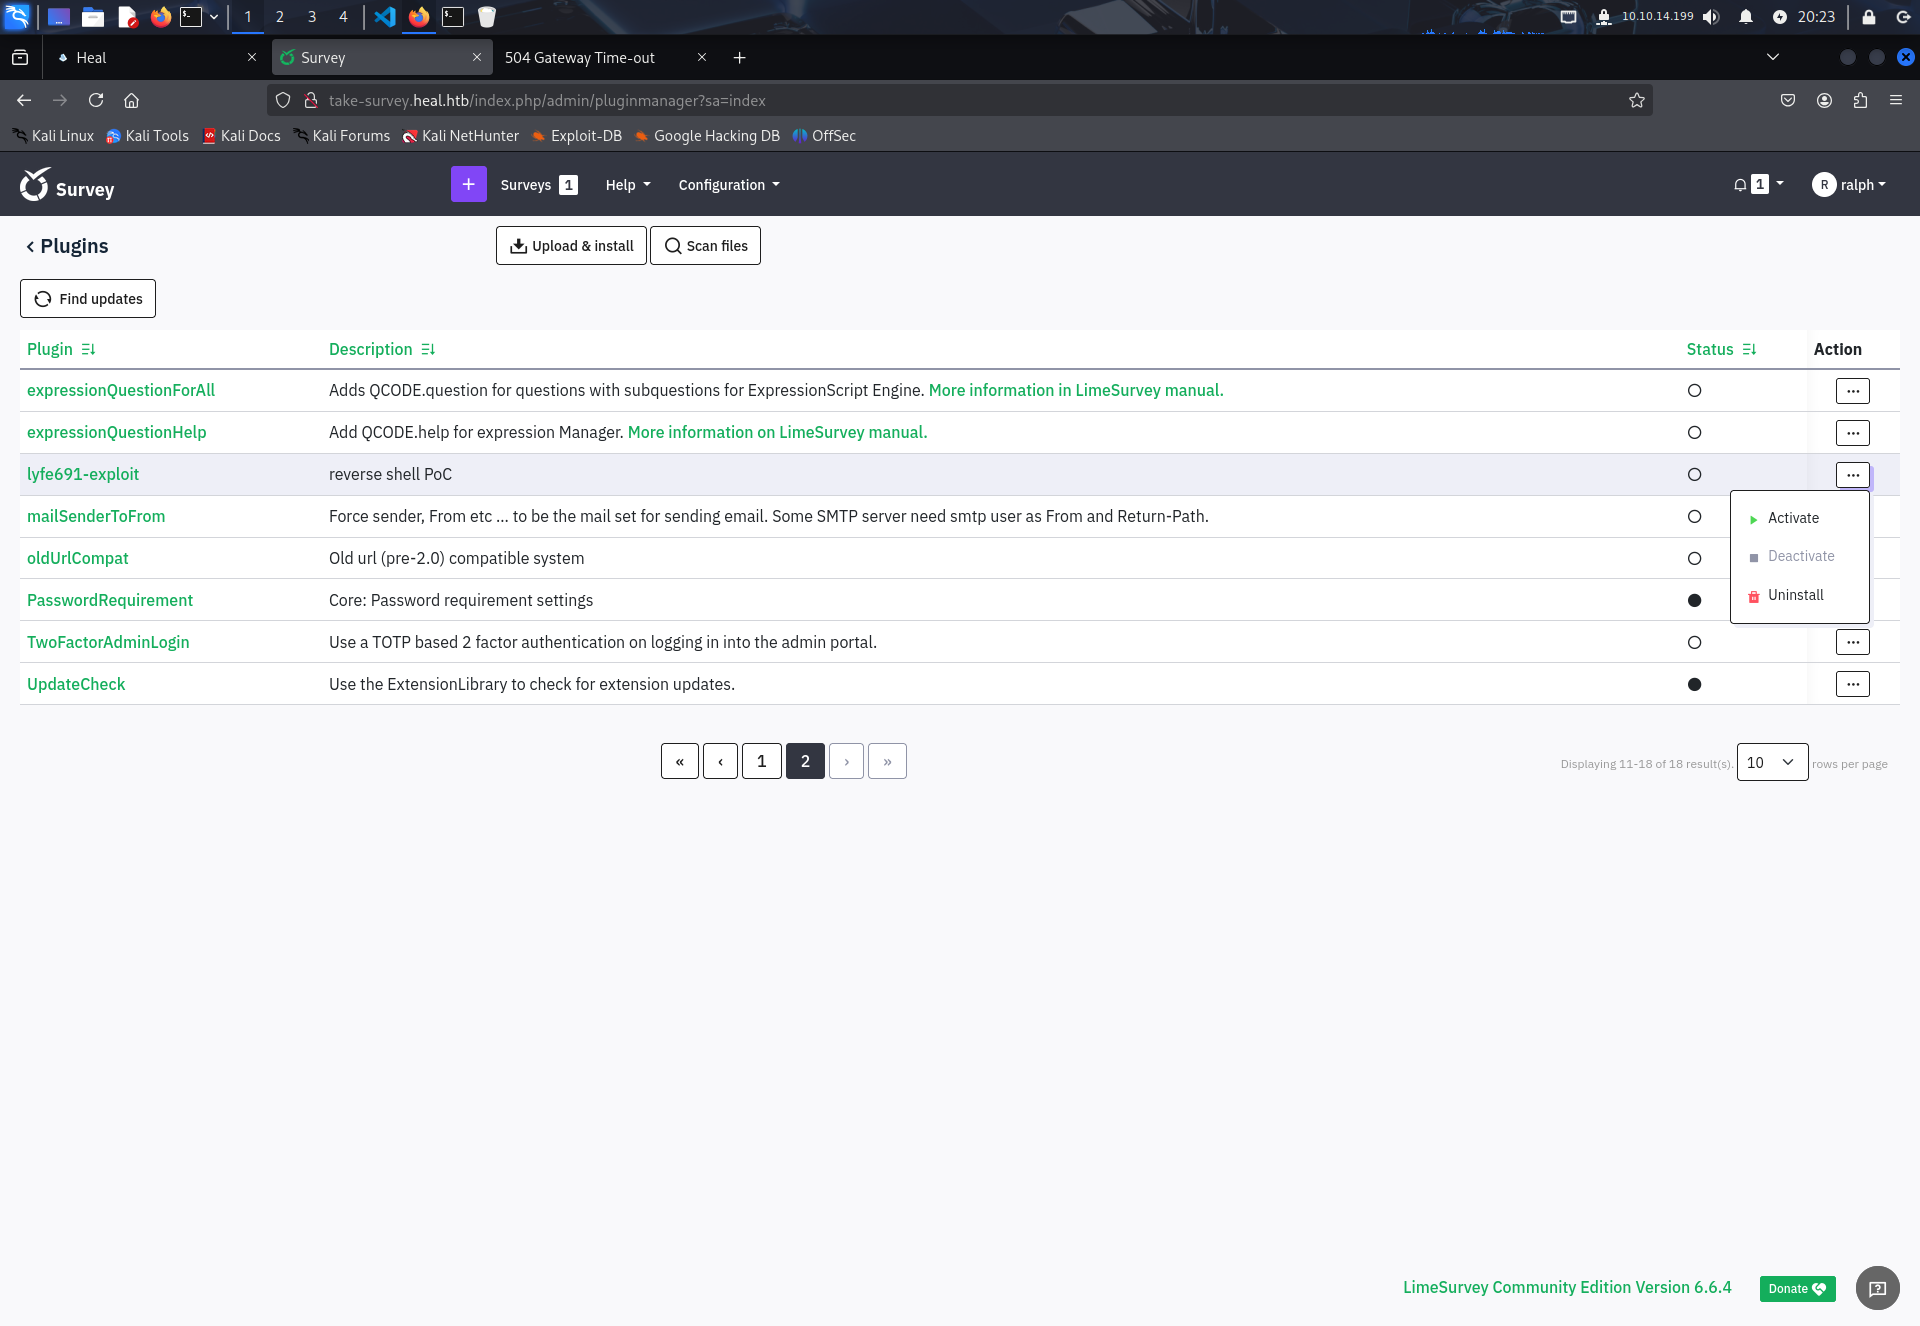 1 2 3 4 10.10.14.199 20:23
Heal Survey 504 Gateway Time-out
take-survey.heal.htb/index.php/admin/pluginmanager?sa=index
Kali Linux Kali Tools Kali Docs Kali Forums Kali NetHunter Exploit-DB Google Hacking DB OffSec
Survey + Surveys 1 Help Configuration 1 R ralph
Plugins Upload & install Scan files
Find updates
Plugin Description Status Action
expressionQuestionForAll Adds QCODE.question for questions with subquestions for ExpressionScript Engine. More information in LimeSurvey manual. ...
expressionQuestionHelp Add QCODE.help for expression Manager. More information on LimeSurvey manual. ...
lyfe691-exploit reverse shell PoC ...
mailSenderToFrom Force sender, From etc ... to be the mail set for sending email. Some SMTP server need smtp user as From and Return-Path.
Activate
oldUrlCompat Old url (pre-2.0) compatible system
Deactivate
PasswordRequirement Core: Password requirement settings
Uninstall
TwoFactorAdminLogin Use a TOTP based 2 factor authentication on logging in into the admin portal. ...
UpdateCheck Use the ExtensionLibrary to check for extension updates. ...
« ‹ 1 2 › » Displaying 11-18 of 18 result(s). 10 rows per page
LimeSurvey Community Edition Version 6.6.4 Donate